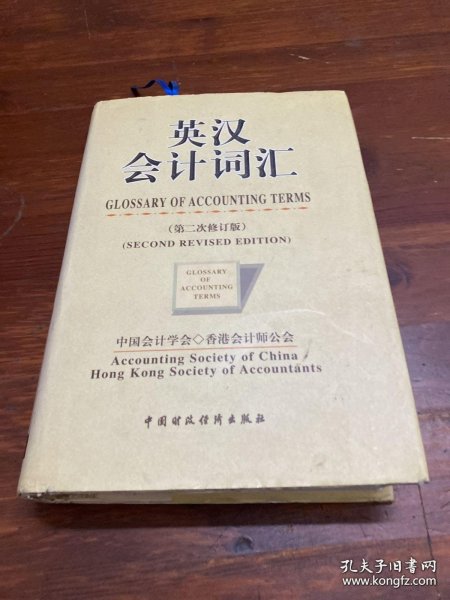 英汉
会计词汇
GLOSSARY OF ACCOUNTING TERMS
(第二次修订版)
(SECOND REVISED EDITION)
GLOSSARY
OF
ACCOUNTING
TERMS
中国会计学会◇香港会计师公会
Accounting Society of China
Hong Kong Society of Accountants
中国财政经济出版社
孔夫子旧书网
www.kongfz.com